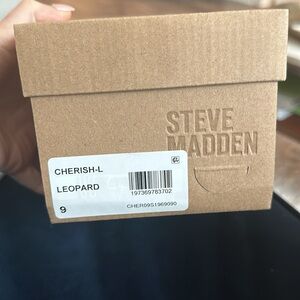 STEVE
MADDEN
CHERISH-L
LEOPARD
197369783702
9
CHER09S1969090